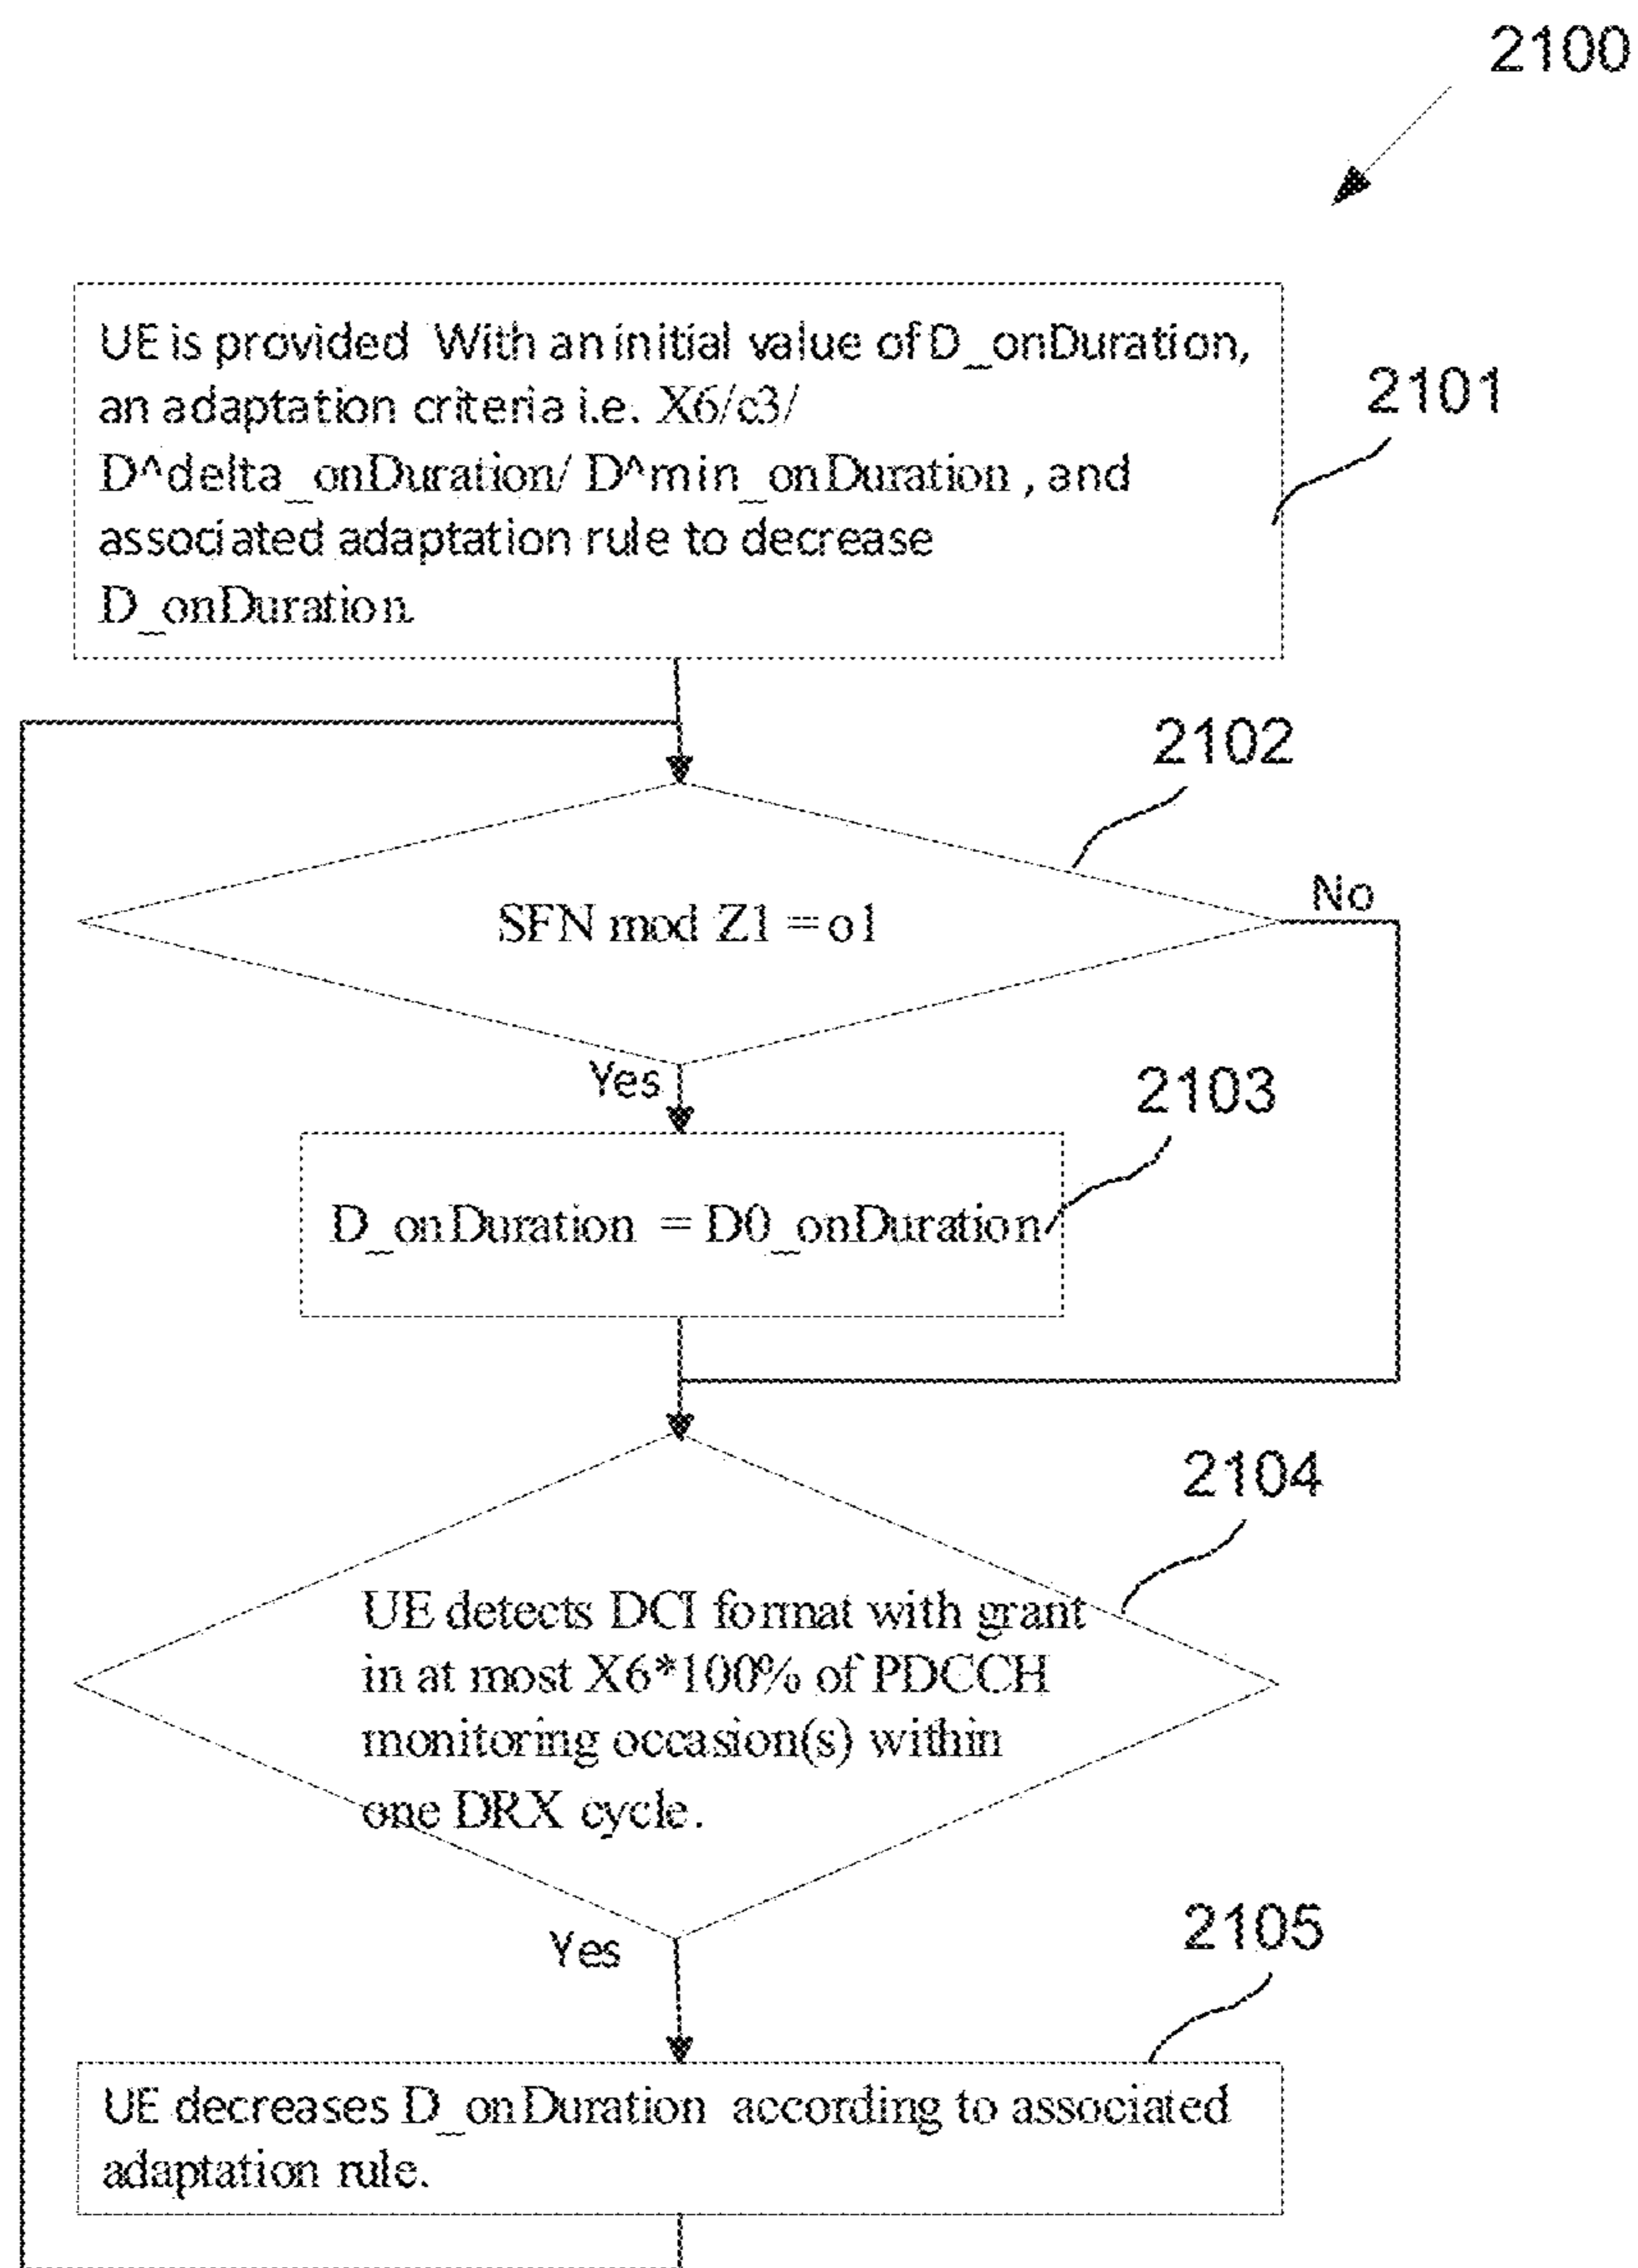 2100
UE is provided With an initial value of D_onDuration,
an adaptation criteria i.e. X6/c3/
D^delta_onDuration/ D^min_onDuration , and
associated adaptation rule to decrease
D_onDuration.
2101
2102
SFN mod Z1 = o1
No
Yes
2103
D_onDuration = D0_onDuration
2104
UE detects DCI format with grant
in at most X6*100% of PDCCH
monitoring occasion(s) within
one DRX cycle.
Yes
2105
UE decreases D_onDuration according to associated
adaptation rule.